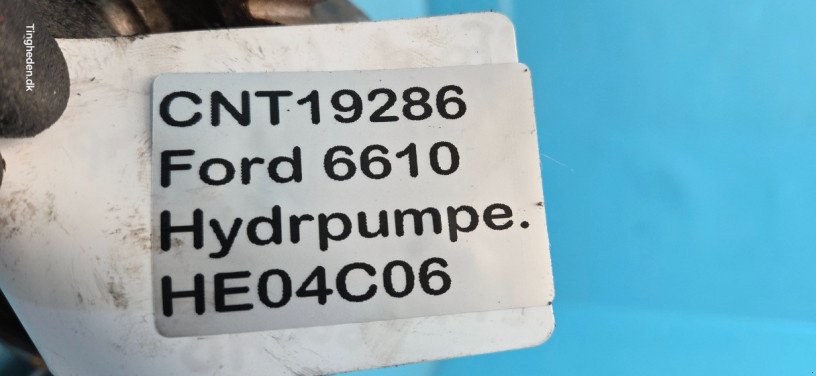 Tingheden.dk
CNT19286
Ford 6610
Hydrpumpe.
HE04C06